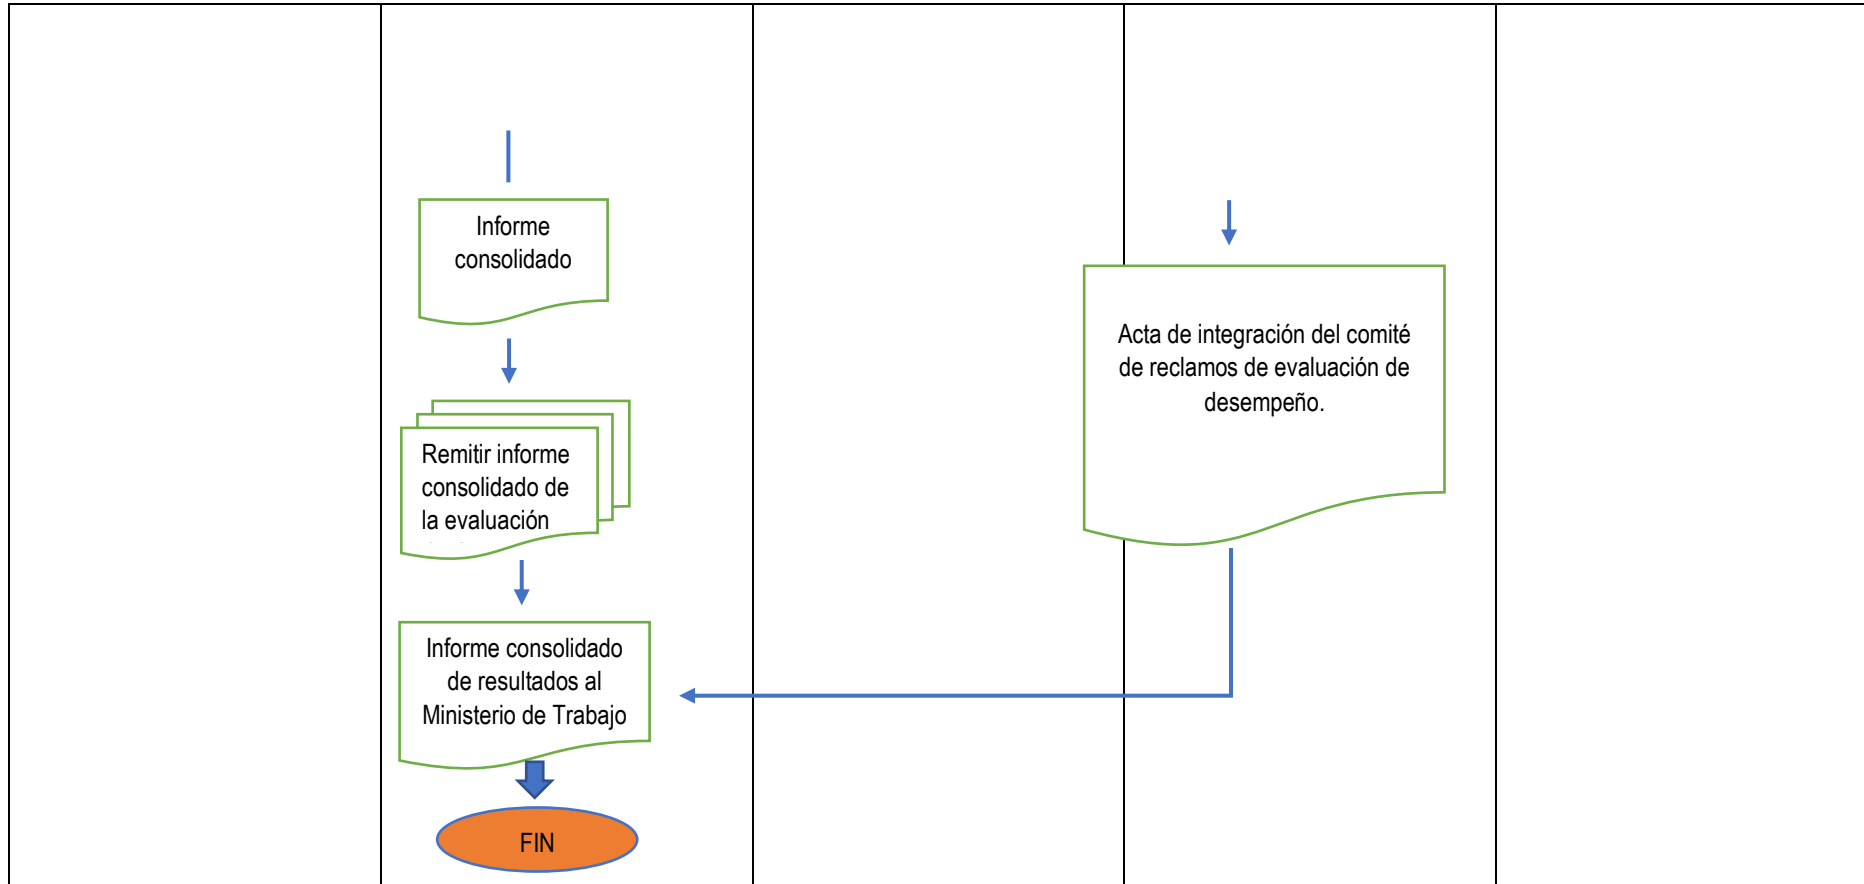 Informe
consolidado
Acta de integración del comité
de reclamos de evaluación de
desempeño.
Remitir informe
consolidado de
la evaluación
Informe consolidado
de resultados al
Ministerio de Trabajo
FIN